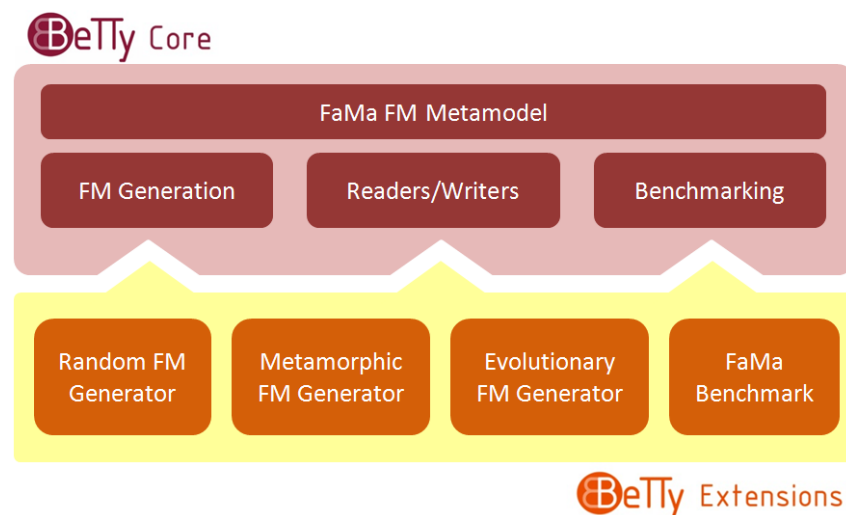 BeTTy Core
FaMa FM Metamodel
FM Generation
Readers/Writers
Benchmarking
Random FM
Generator
Metamorphic
FM Generator
Evolutionary
FM Generator
FaMa
Benchmark
BeTTy Extensions